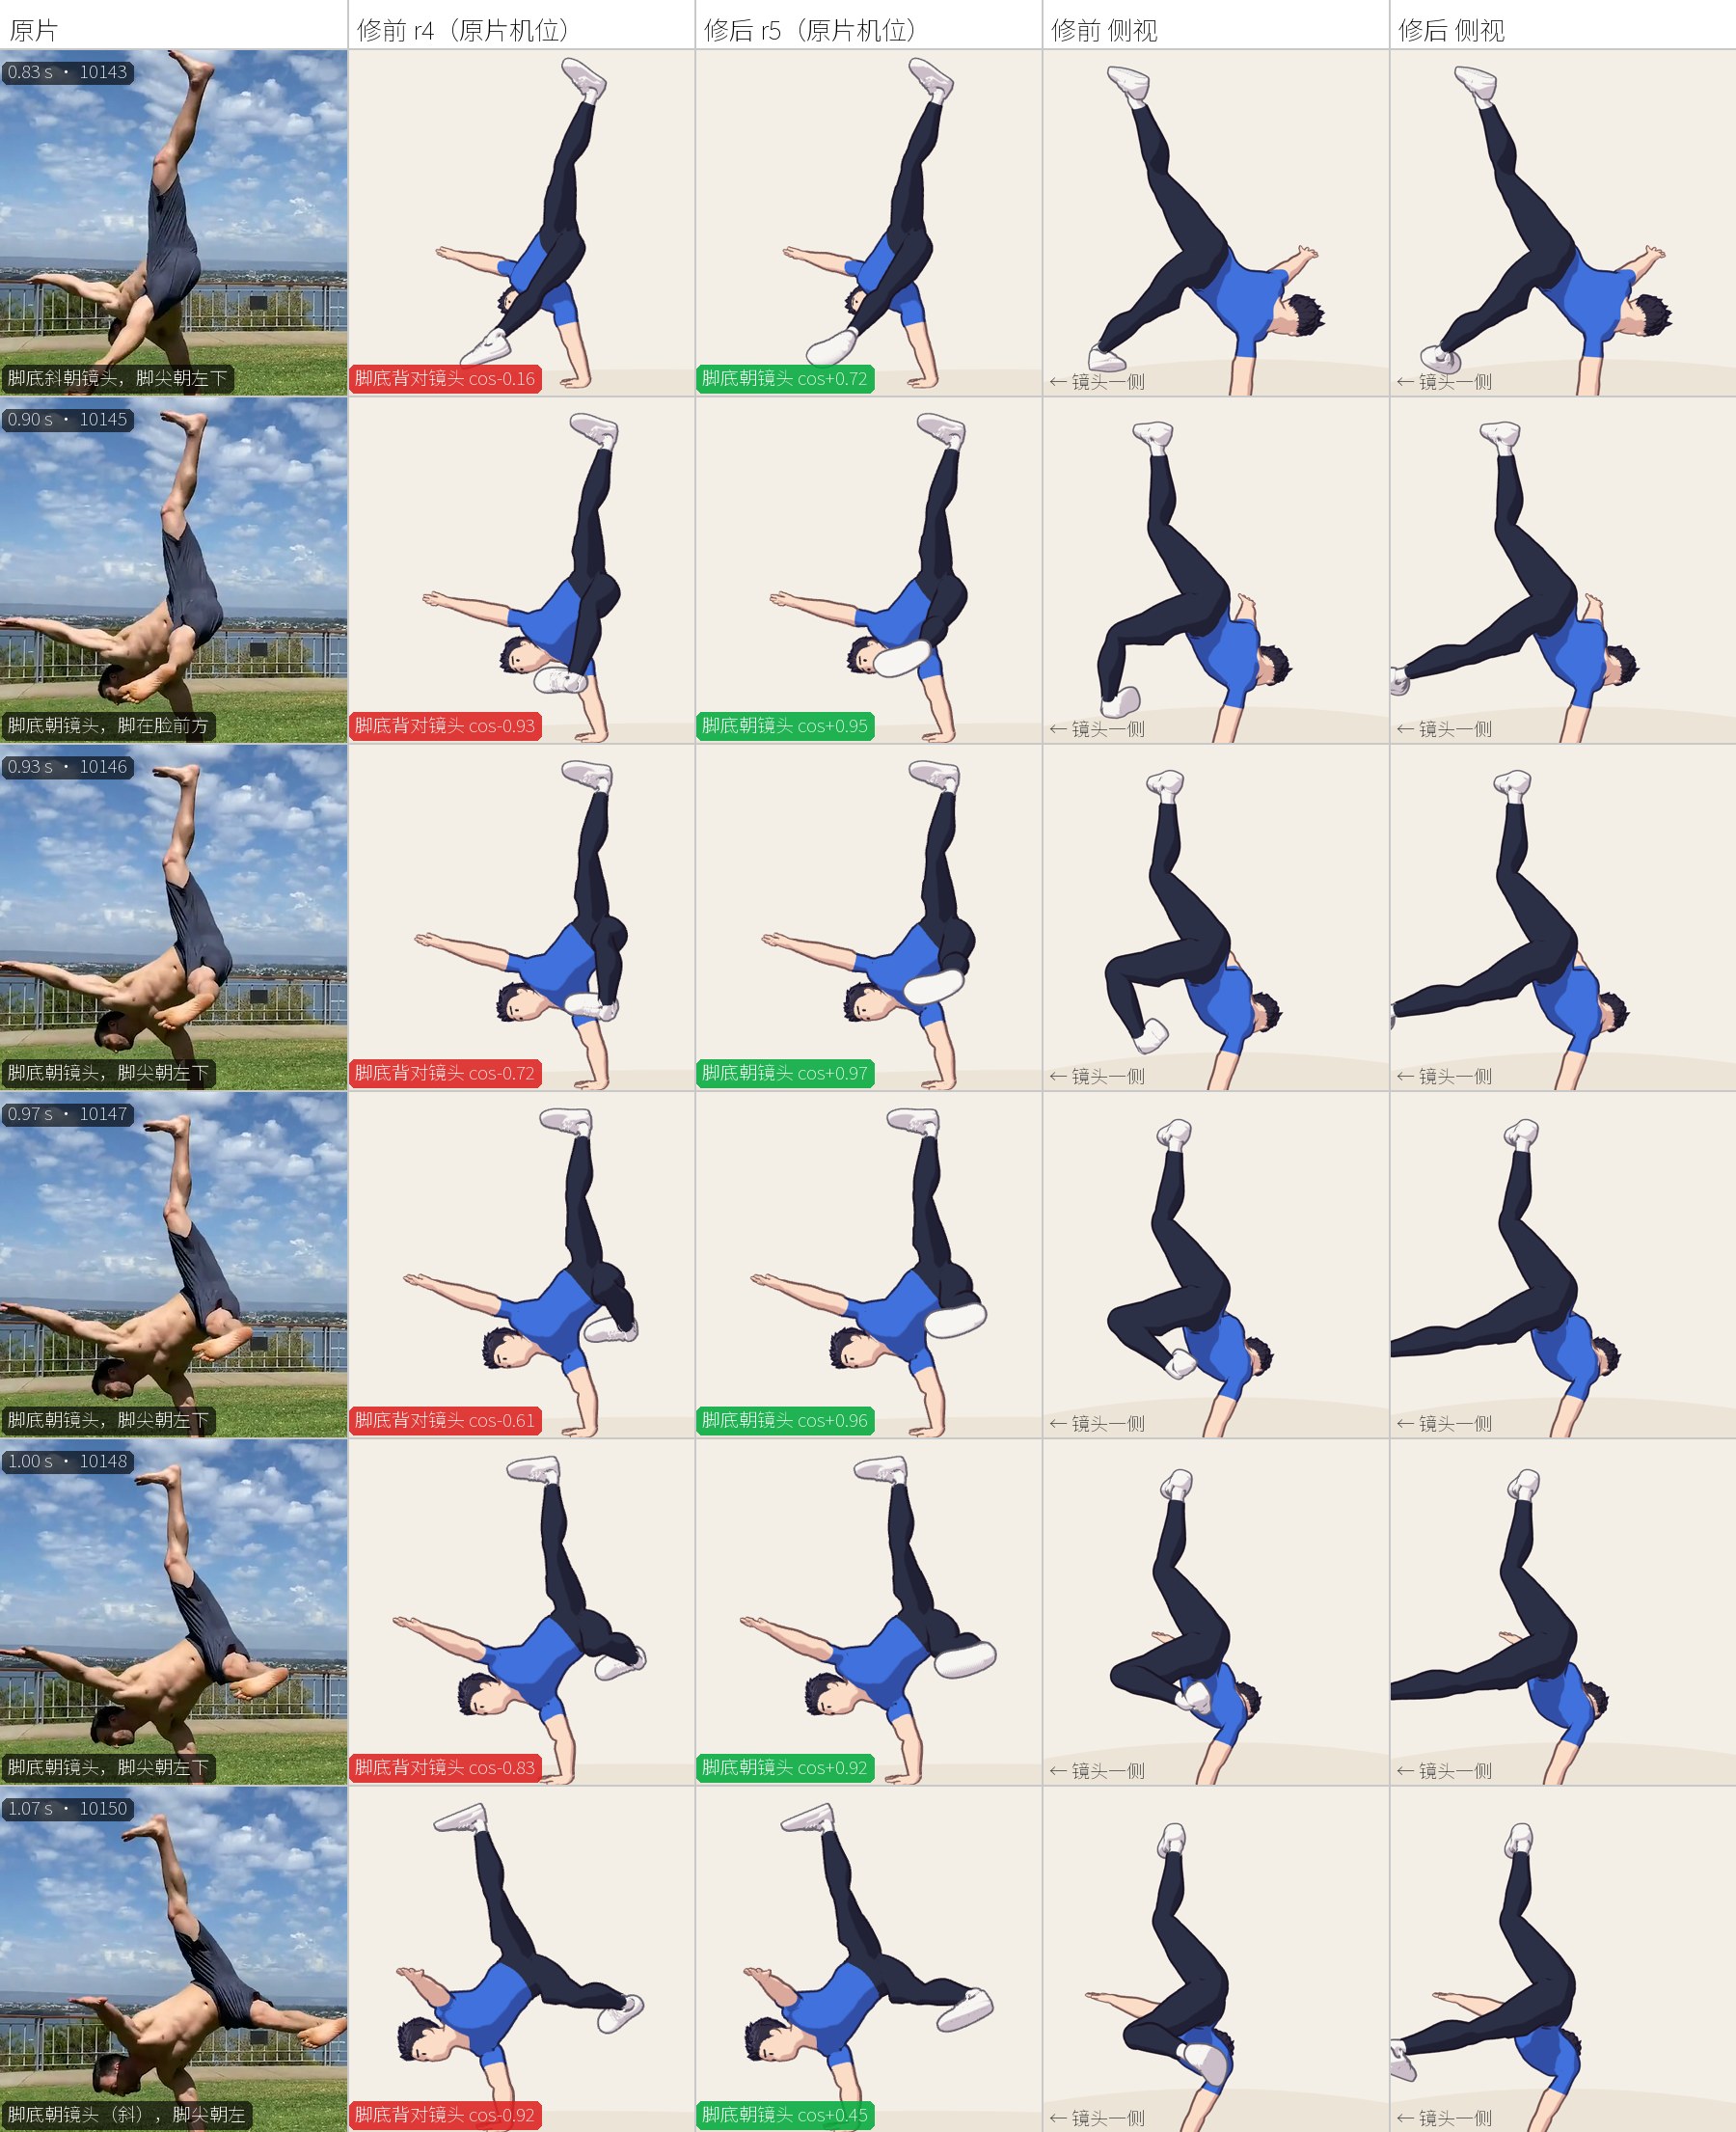 原片
修前 r4（原片机位）
修后 r5（原片机位）
修前 侧视
修后 侧视
0.83 s · 10143
脚底斜朝镜头，脚尖朝左下
脚底背对镜头 cos-0.16
脚底朝镜头 cos+0.72
← 镜头一侧
← 镜头一侧
0.90 s · 10145
脚底朝镜头，脚在脸前方
脚底背对镜头 cos-0.93
脚底朝镜头 cos+0.95
← 镜头一侧
← 镜头一侧
0.93 s · 10146
脚底朝镜头，脚尖朝左下
脚底背对镜头 cos-0.72
脚底朝镜头 cos+0.97
← 镜头一侧
← 镜头一侧
0.97 s · 10147
脚底朝镜头，脚尖朝左下
脚底背对镜头 cos-0.61
脚底朝镜头 cos+0.96
← 镜头一侧
← 镜头一侧
1.00 s · 10148
脚底朝镜头，脚尖朝左下
脚底背对镜头 cos-0.83
脚底朝镜头 cos+0.92
← 镜头一侧
← 镜头一侧
1.07 s · 10150
脚底朝镜头（斜），脚尖朝左
脚底背对镜头 cos-0.92
脚底朝镜头 cos+0.45
← 镜头一侧
← 镜头一侧